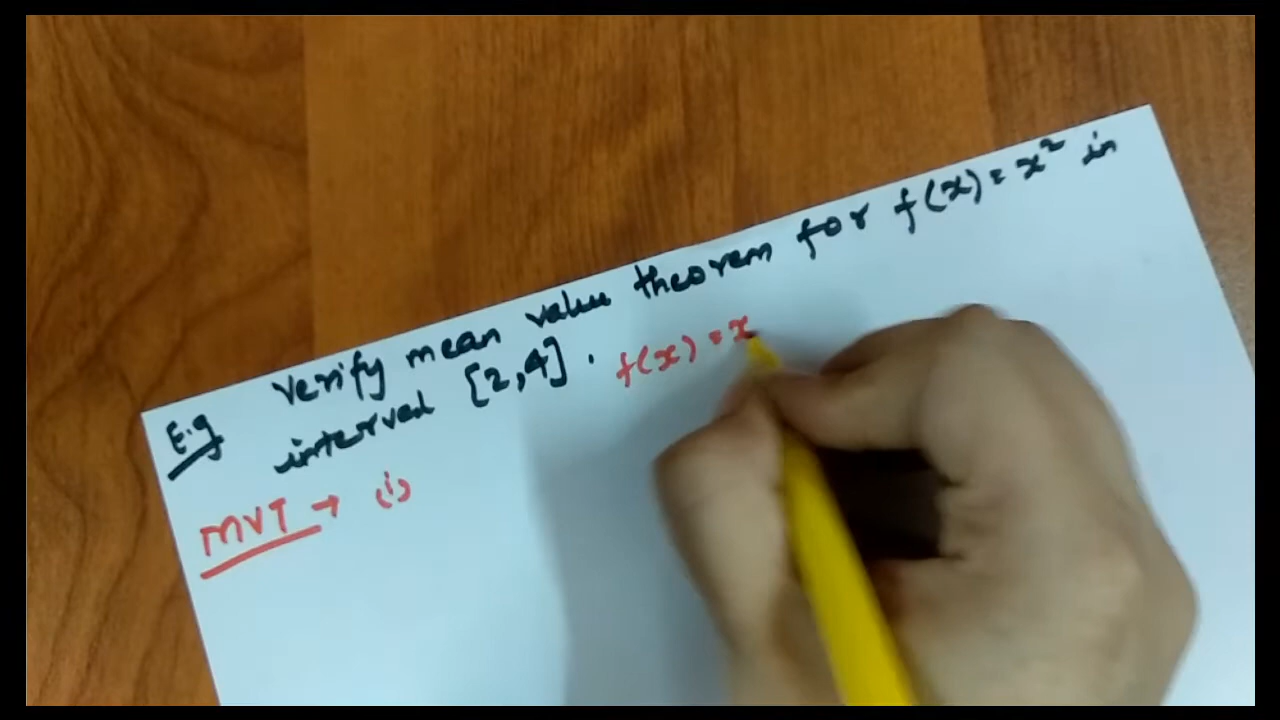 E.g Verify mean value theorem for f(x) = x² in
interval [2,4]. f(x) = x
MVT → (i)